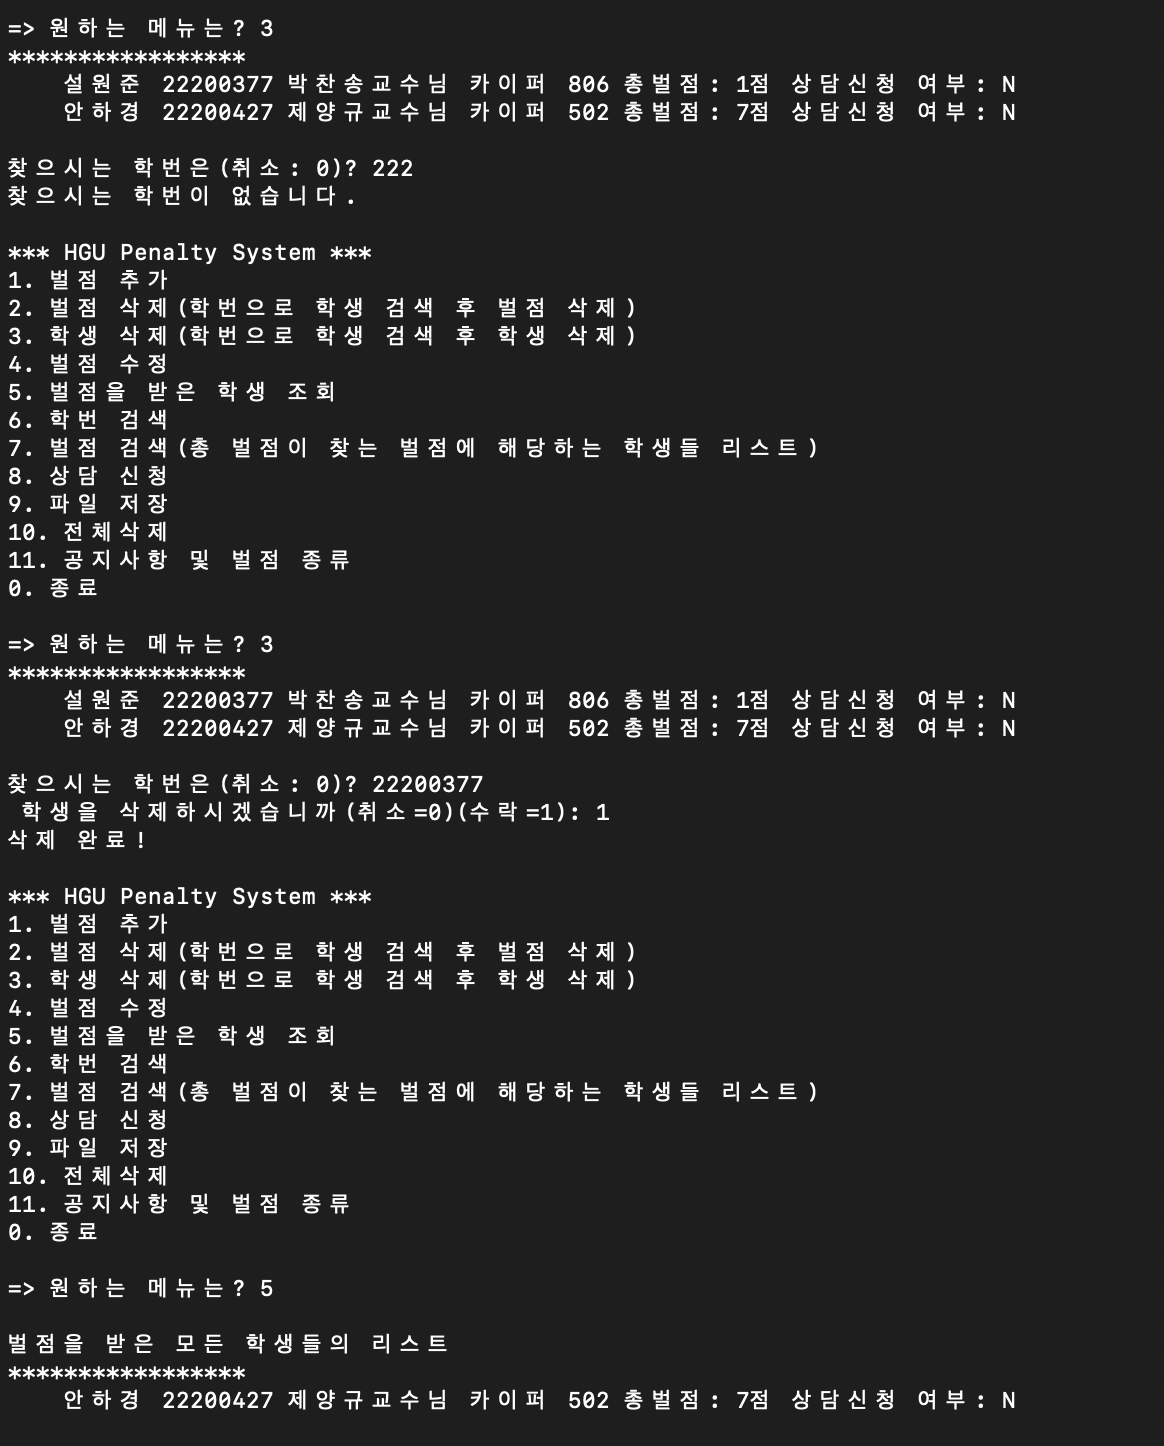 => 원하는 메뉴는? 3
*****************
설원준 22200377 박찬송교수님 카이퍼 806 총벌점: 1점 상담신청 여부: N
안하경 22200427 제양규교수님 카이퍼 502 총벌점: 7점 상담신청 여부: N
찾으시는 학번은(취소: 0)? 222
찾으시는 학번이 없습니다.
*** HGU Penalty System ***
1. 벌점 추가
2. 벌점 삭제(학번으로 학생 검색 후 벌점 삭제)
3. 학생 삭제(학번으로 학생 검색 후 학생 삭제)
4. 벌점 수정
5. 벌점을 받은 학생 조회
6. 학번 검색
7. 벌점 검색(총 벌점이 찾는 벌점에 해당하는 학생들 리스트)
8. 상담 신청
9. 파일 저장
10. 전체삭제
11. 공지사항 및 벌점 종류
0. 종료
=> 원하는 메뉴는? 3
*****************
설원준 22200377 박찬송교수님 카이퍼 806 총벌점: 1점 상담신청 여부: N
안하경 22200427 제양규교수님 카이퍼 502 총벌점: 7점 상담신청 여부: N
찾으시는 학번은(취소: 0)? 22200377
학생을 삭제하시겠습니까(취소=0)(수락=1): 1
삭제 완료!
*** HGU Penalty System ***
1. 벌점 추가
2. 벌점 삭제(학번으로 학생 검색 후 벌점 삭제)
3. 학생 삭제(학번으로 학생 검색 후 학생 삭제)
4. 벌점 수정
5. 벌점을 받은 학생 조회
6. 학번 검색
7. 벌점 검색(총 벌점이 찾는 벌점에 해당하는 학생들 리스트)
8. 상담 신청
9. 파일 저장
10. 전체삭제
11. 공지사항 및 벌점 종류
0. 종료
=> 원하는 메뉴는? 5
벌점을 받은 모든 학생들의 리스트
*****************
안하경 22200427 제양규교수님 카이퍼 502 총벌점: 7점 상담신청 여부: N